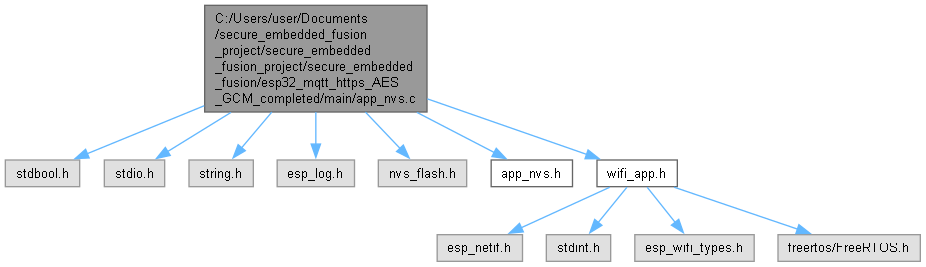 C:/Users/user/Documents
/secure_embedded_fusion
_project/secure_embedded
_fusion_project/secure_embedded
_fusion/esp32_mqtt_https_AES
_GCM_completed/main/app_nvs.c
stdbool.h
stdio.h
string.h
esp_log.h
nvs_flash.h
app_nvs.h
wifi_app.h
esp_netif.h
stdint.h
esp_wifi_types.h
freertos/FreeRTOS.h